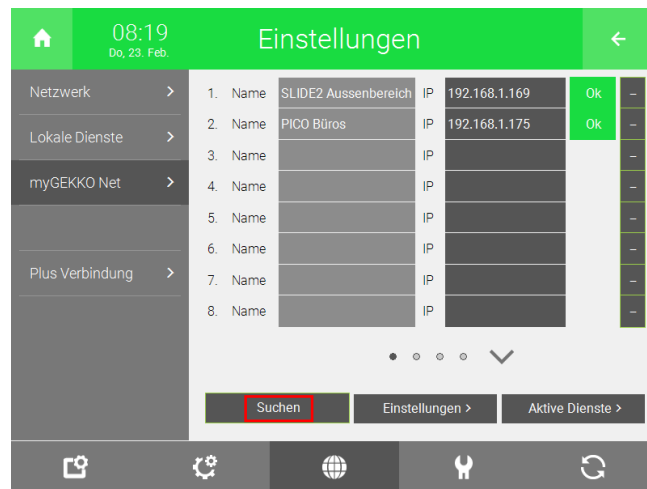 08:19
Do, 23. Feb.
Einstellungen
Netzwerk
Lokale Dienste
myGEKKO Net
Plus Verbindung
1. Name SLIDE2 Aussenbereich IP 192.168.1.169 Ok –
2. Name PICO Büros IP 192.168.1.175 Ok –
3. Name IP –
4. Name IP –
5. Name IP –
6. Name IP –
7. Name IP –
8. Name IP –
Suchen Einstellungen > Aktive Dienste >